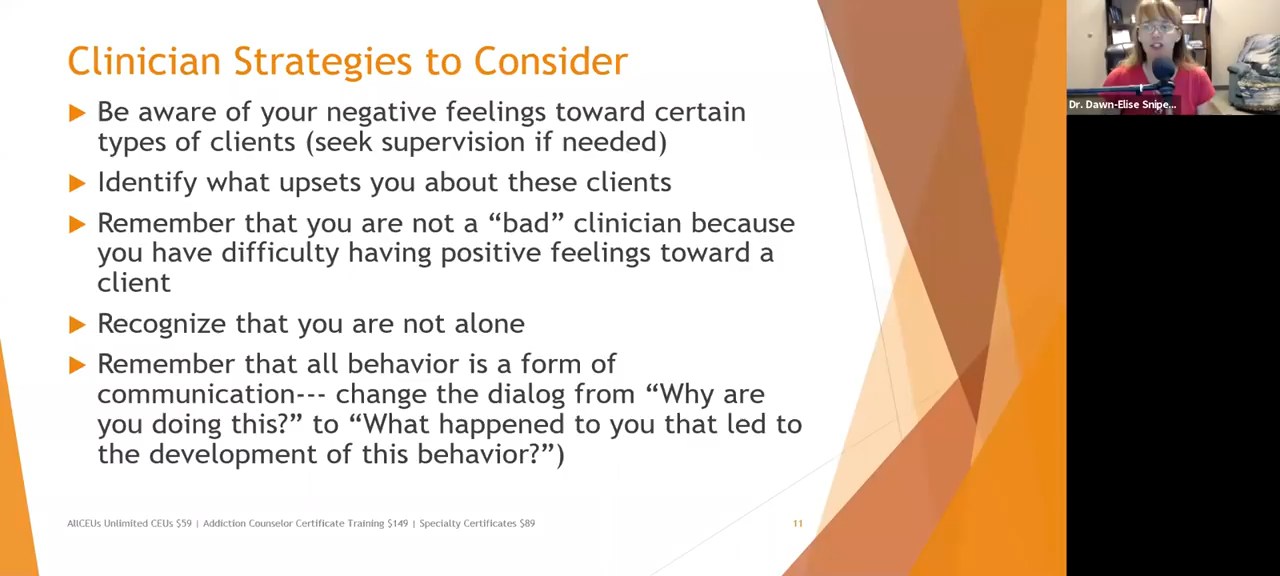 Clinician Strategies to Consider
Be aware of your negative feelings toward certain
types of clients (seek supervision if needed)
Identify what upsets you about these clients
Remember that you are not a “bad” clinician because
you have difficulty having positive feelings toward a
client
Recognize that you are not alone
Remember that all behavior is a form of
communication--- change the dialog from “Why are
you doing this?” to “What happened to you that led to
the development of this behavior?”)
AllCEUs Unlimited CEUs $59 | Addiction Counselor Certificate Training $149 | Specialty Certificates $89
11
Dr. Dawn-Elise Snipe...